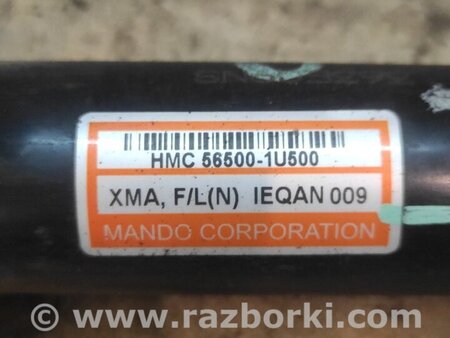 HMC 56500-1U500
XMA, F/L(N) IEQAN 009
MANDO CORPORATION
© www.razborki.com